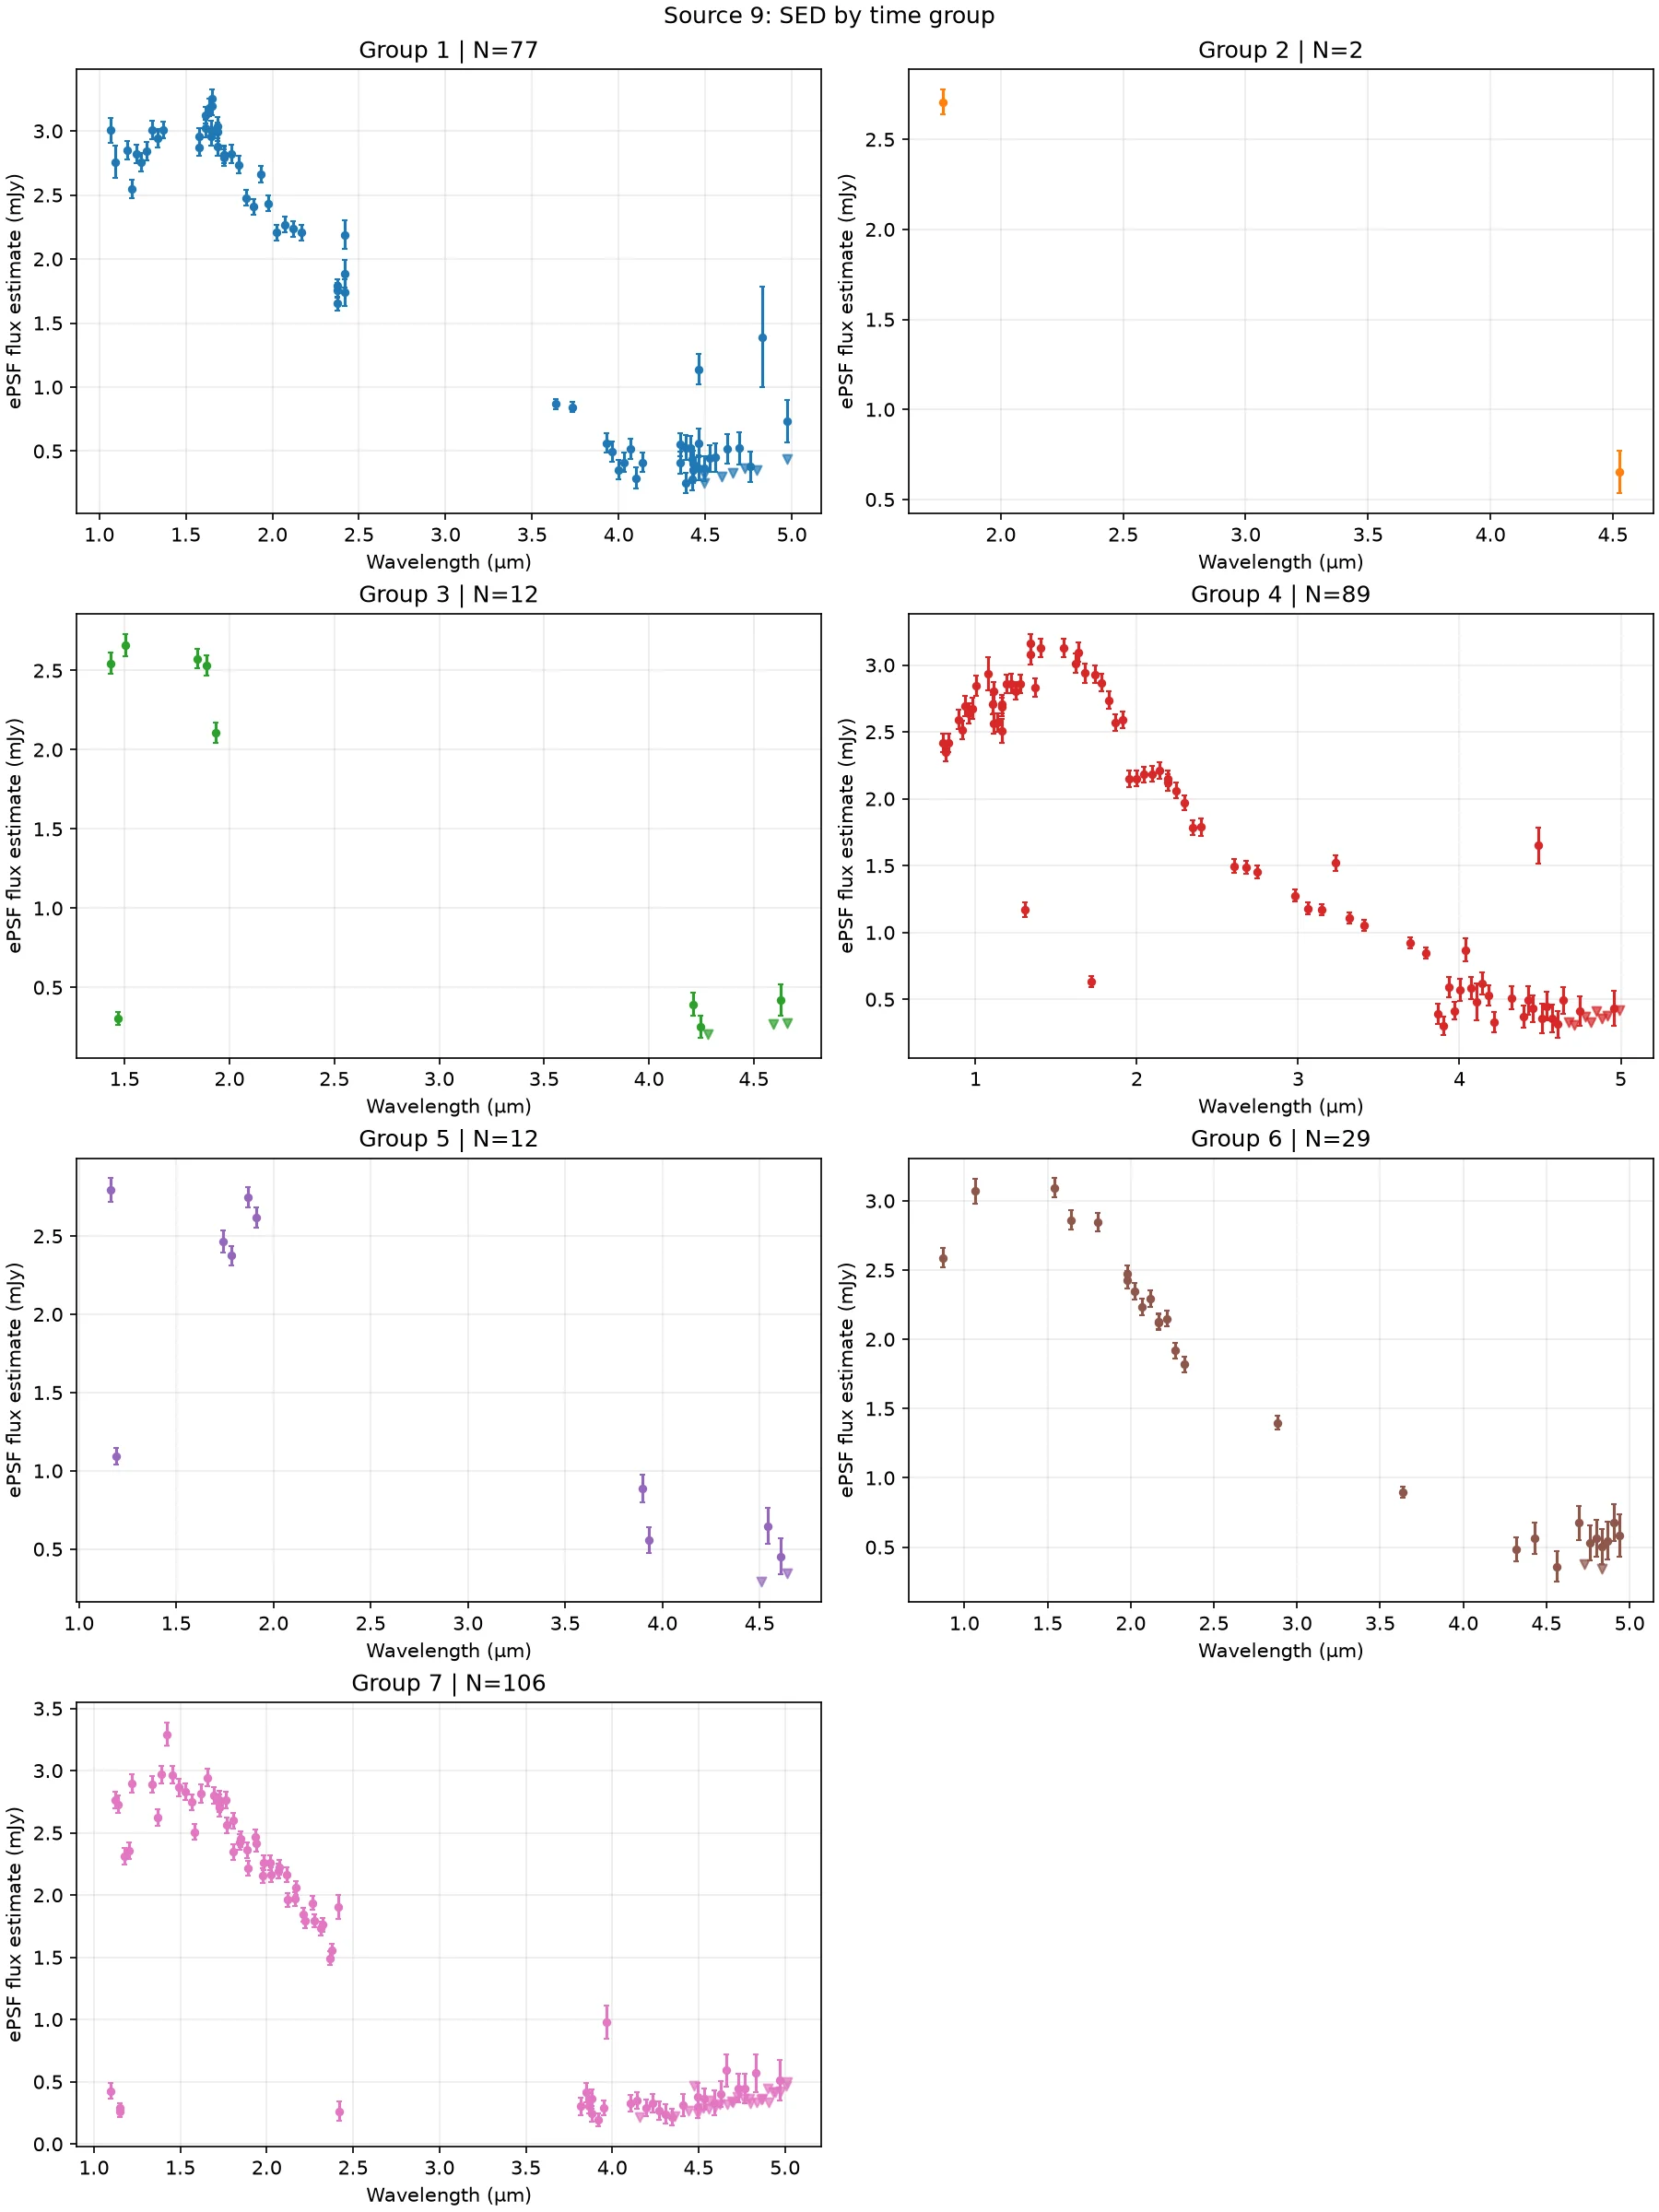 Source 9: SED by time group
Group 1 | N=77
ePSF flux estimate (mJy)
3.0
2.5
2.0
1.5
1.0
0.5
1.0 1.5 2.0 2.5 3.0 3.5 4.0 4.5 5.0
Wavelength (μm)
Group 2 | N=2
ePSF flux estimate (mJy)
2.5
2.0
1.5
1.0
0.5
2.0 2.5 3.0 3.5 4.0 4.5
Wavelength (μm)
Group 3 | N=12
ePSF flux estimate (mJy)
2.5
2.0
1.5
1.0
0.5
1.5 2.0 2.5 3.0 3.5 4.0 4.5
Wavelength (μm)
Group 4 | N=89
ePSF flux estimate (mJy)
3.0
2.5
2.0
1.5
1.0
0.5
1 2 3 4 5
Wavelength (μm)
Group 5 | N=12
ePSF flux estimate (mJy)
2.5
2.0
1.5
1.0
0.5
1.0 1.5 2.0 2.5 3.0 3.5 4.0 4.5
Wavelength (μm)
Group 6 | N=29
ePSF flux estimate (mJy)
3.0
2.5
2.0
1.5
1.0
0.5
1.0 1.5 2.0 2.5 3.0 3.5 4.0 4.5 5.0
Wavelength (μm)
Group 7 | N=106
ePSF flux estimate (mJy)
3.5
3.0
2.5
2.0
1.5
1.0
0.5
0.0
1.0 1.5 2.0 2.5 3.0 3.5 4.0 4.5 5.0
Wavelength (μm)